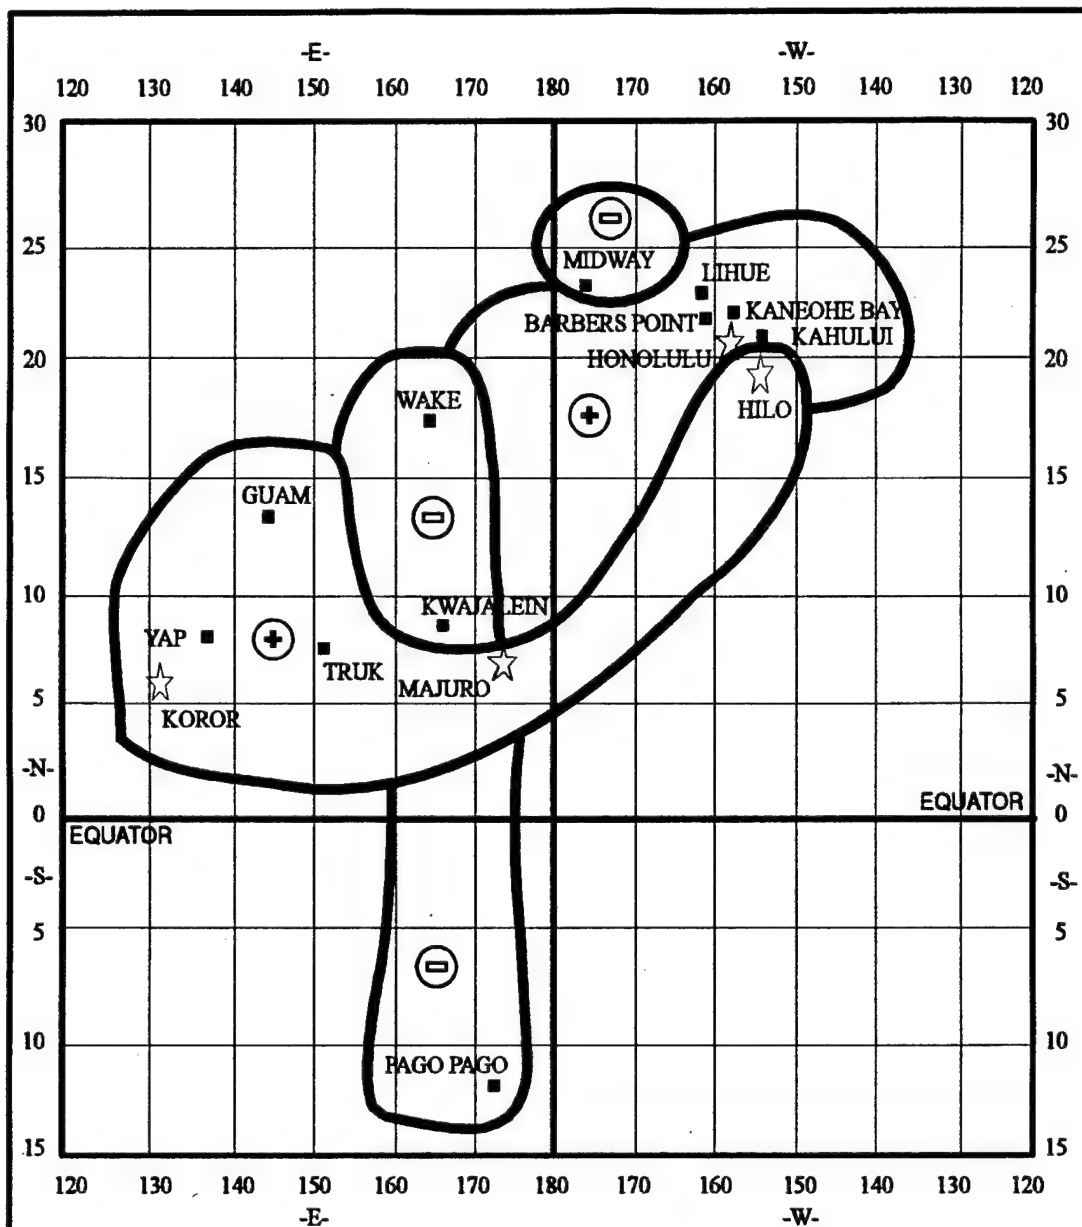 -E- -W-
120 130 140 150 160 170 180 170 160 150 140 130 120
30 30
25 25
MIDWAY
LIHUE
KANEOHE BAY
BARBERS POINT
KAHULUI
HONOLULU
20 20
WAKE
HILO
+
15 15
GUAM
-
10 10
KWAJALEIN
YAP
+
TRUK
MAJURO
5 5
KOROR
-N- -N-
EQUATOR
0 0
EQUATOR
-S- -S-
5 5
-
10 10
PAGO PAGO
15 15
120 130 140 150 160 170 180 170 160 150 140 130 120
-E- -W-